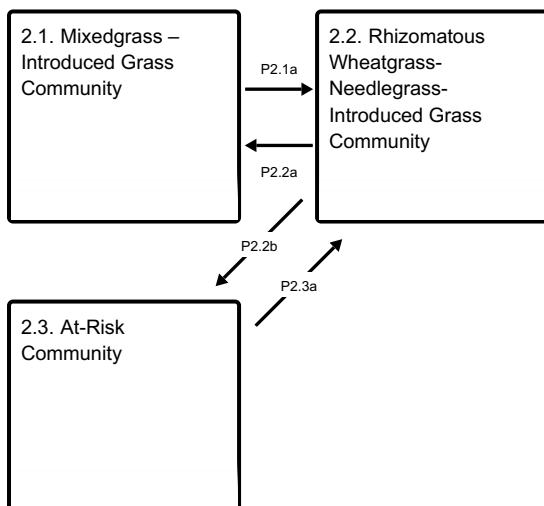 2.1. Mixedgrass –
Introduced Grass
Community
P2.1a
2.2. Rhizomatous
Wheatgrass-
Needlegrass-
Introduced Grass
Community
P2.2a
P2.2b
P2.3a
2.3. At-Risk
Community